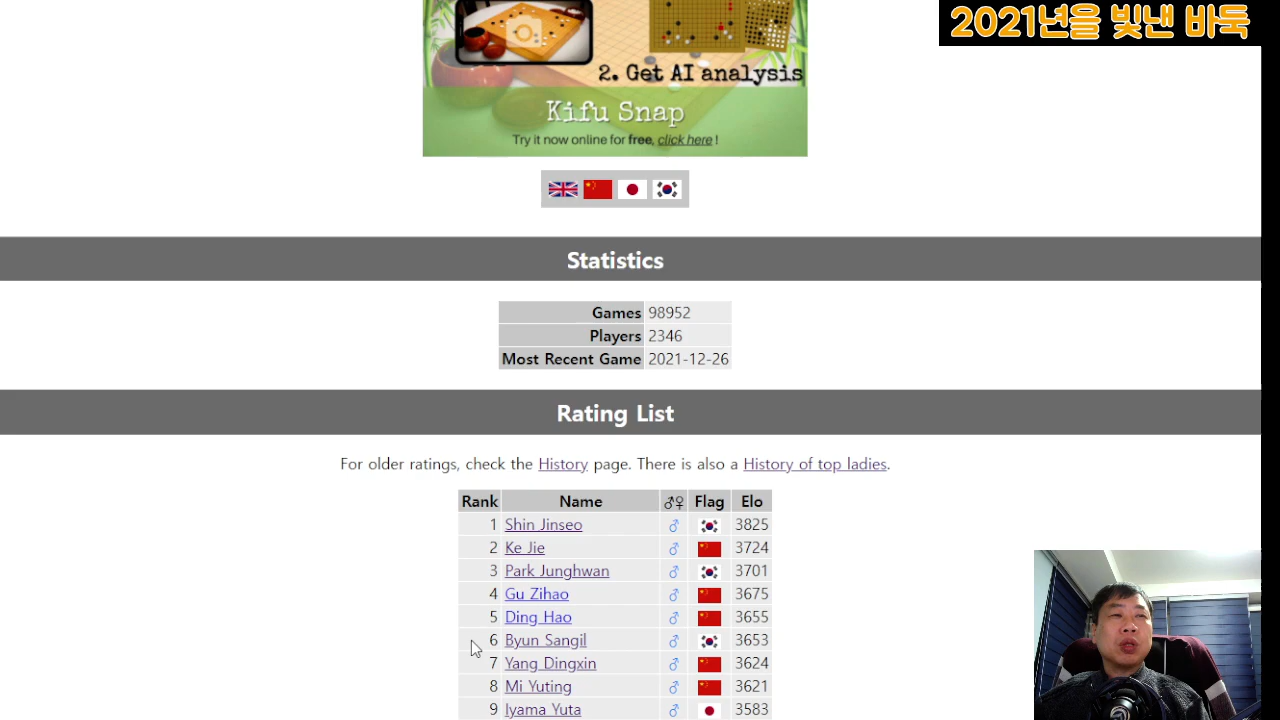 2021년을 빛낸 바둑
2. Get AI analysis
Kifu Snap
Try it now online for free, click here !
Statistics
Games 98952
Players 2346
Most Recent Game 2021-12-26
Rating List
For older ratings, check the History page. There is also a History of top ladies.
Rank Name ♂♀ Flag Elo
1 Shin Jinseo ♂ 3825
2 Ke Jie ♂ 3724
3 Park Junghwan ♂ 3701
4 Gu Zihao ♂ 3675
5 Ding Hao ♂ 3655
6 Byun Sangil ♂ 3653
7 Yang Dingxin ♂ 3624
8 Mi Yuting ♂ 3621
9 Iyama Yuta ♂ 3583